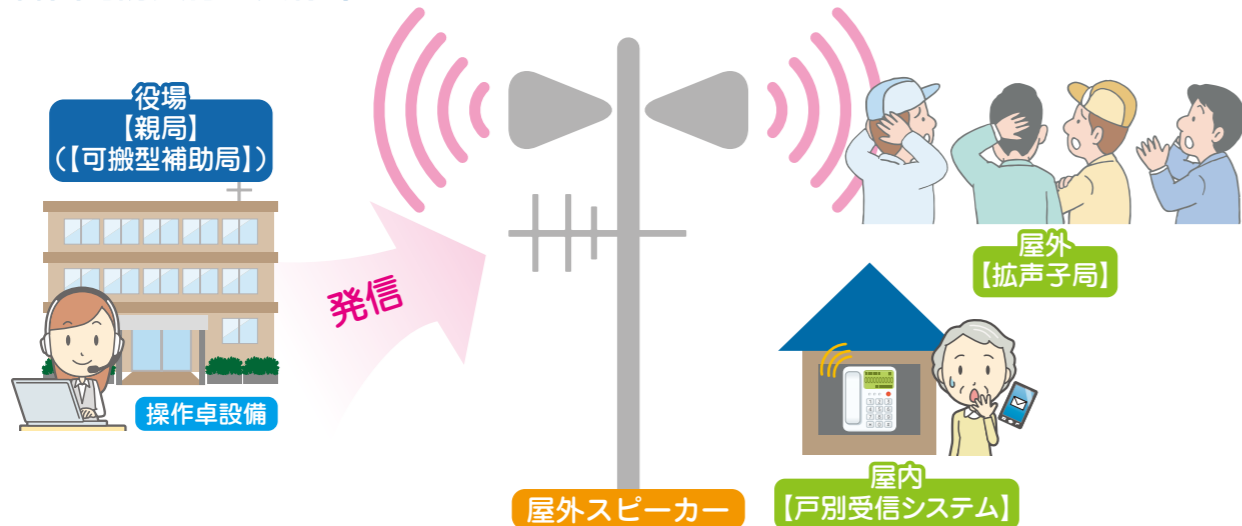 役場
【親局】
(【可搬型補助局】)
操作卓設備
発信
屋外スピーカー
屋外
【拡声子局】
屋内
【戸別受信システム】